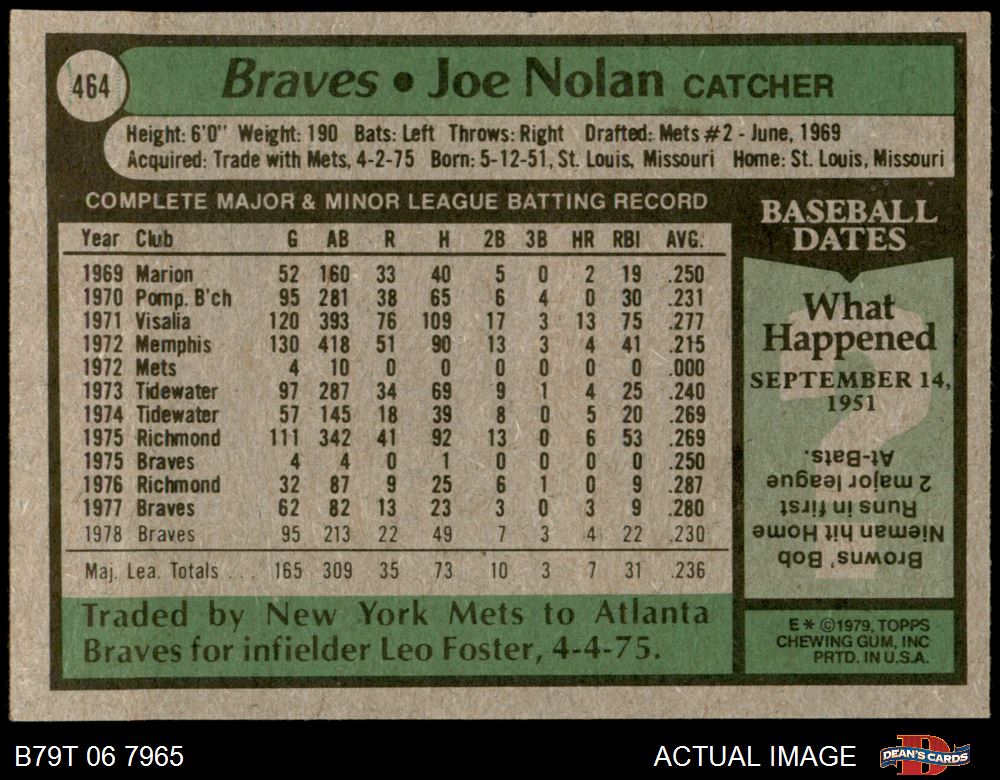 464
Braves • Joe Nolan CATCHER
Height: 6'0" Weight: 190 Bats: Left Throws: Right Drafted: Mets #2 - June, 1969
Acquired: Trade with Mets, 4-2-75 Born: 5-12-51, St. Louis, Missouri Home: St. Louis, Missouri
COMPLETE MAJOR & MINOR LEAGUE BATTING RECORD
Year Club G AB R H 2B 3B HR RBI AVG.
1969 Marion 52 160 33 40 5 0 2 19 .250
1970 Pomp. B'ch 95 281 38 65 6 4 0 30 .231
1971 Visalia 120 393 76 109 17 3 13 75 .277
1972 Memphis 130 418 51 90 13 3 4 41 .215
1972 Mets 4 10 0 0 0 0 0 0 .000
1973 Tidewater 97 287 34 69 9 1 4 25 .240
1974 Tidewater 57 145 18 39 8 0 5 20 .269
1975 Richmond 111 342 41 92 13 0 6 53 .269
1975 Braves 4 4 0 1 0 0 0 0 .250
1976 Richmond 32 87 9 25 6 1 0 9 .287
1977 Braves 62 82 13 23 3 0 3 9 .280
1978 Braves 95 213 22 49 7 3 4 22 .230
Maj. Lea. Totals ... 165 309 35 73 10 3 7 31 .236
Traded by New York Mets to Atlanta
Braves for infielder Leo Foster, 4-4-75.
BASEBALL
DATES
What
Happened
SEPTEMBER 14,
1951
Browns' Bob
Nieman hit Home
Runs in first
2 major league
At-Bats.
E * ©1979, TOPPS
CHEWING GUM, INC
PRTD. IN U.S.A.
B79T 06 7965
ACTUAL IMAGE
DEAN'S CARDS